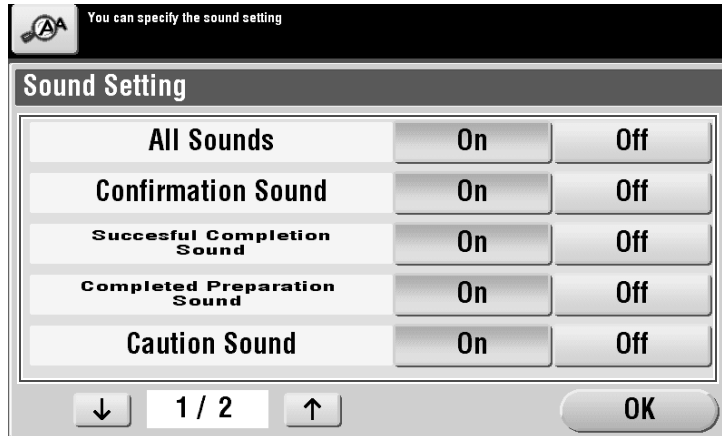 You can specify the sound setting
Sound Setting
All Sounds On Off
Confirmation Sound On Off
Succesful Completion
Sound On Off
Completed Preparation
Sound On Off
Caution Sound On Off
↓ 1 / 2 ↑ OK